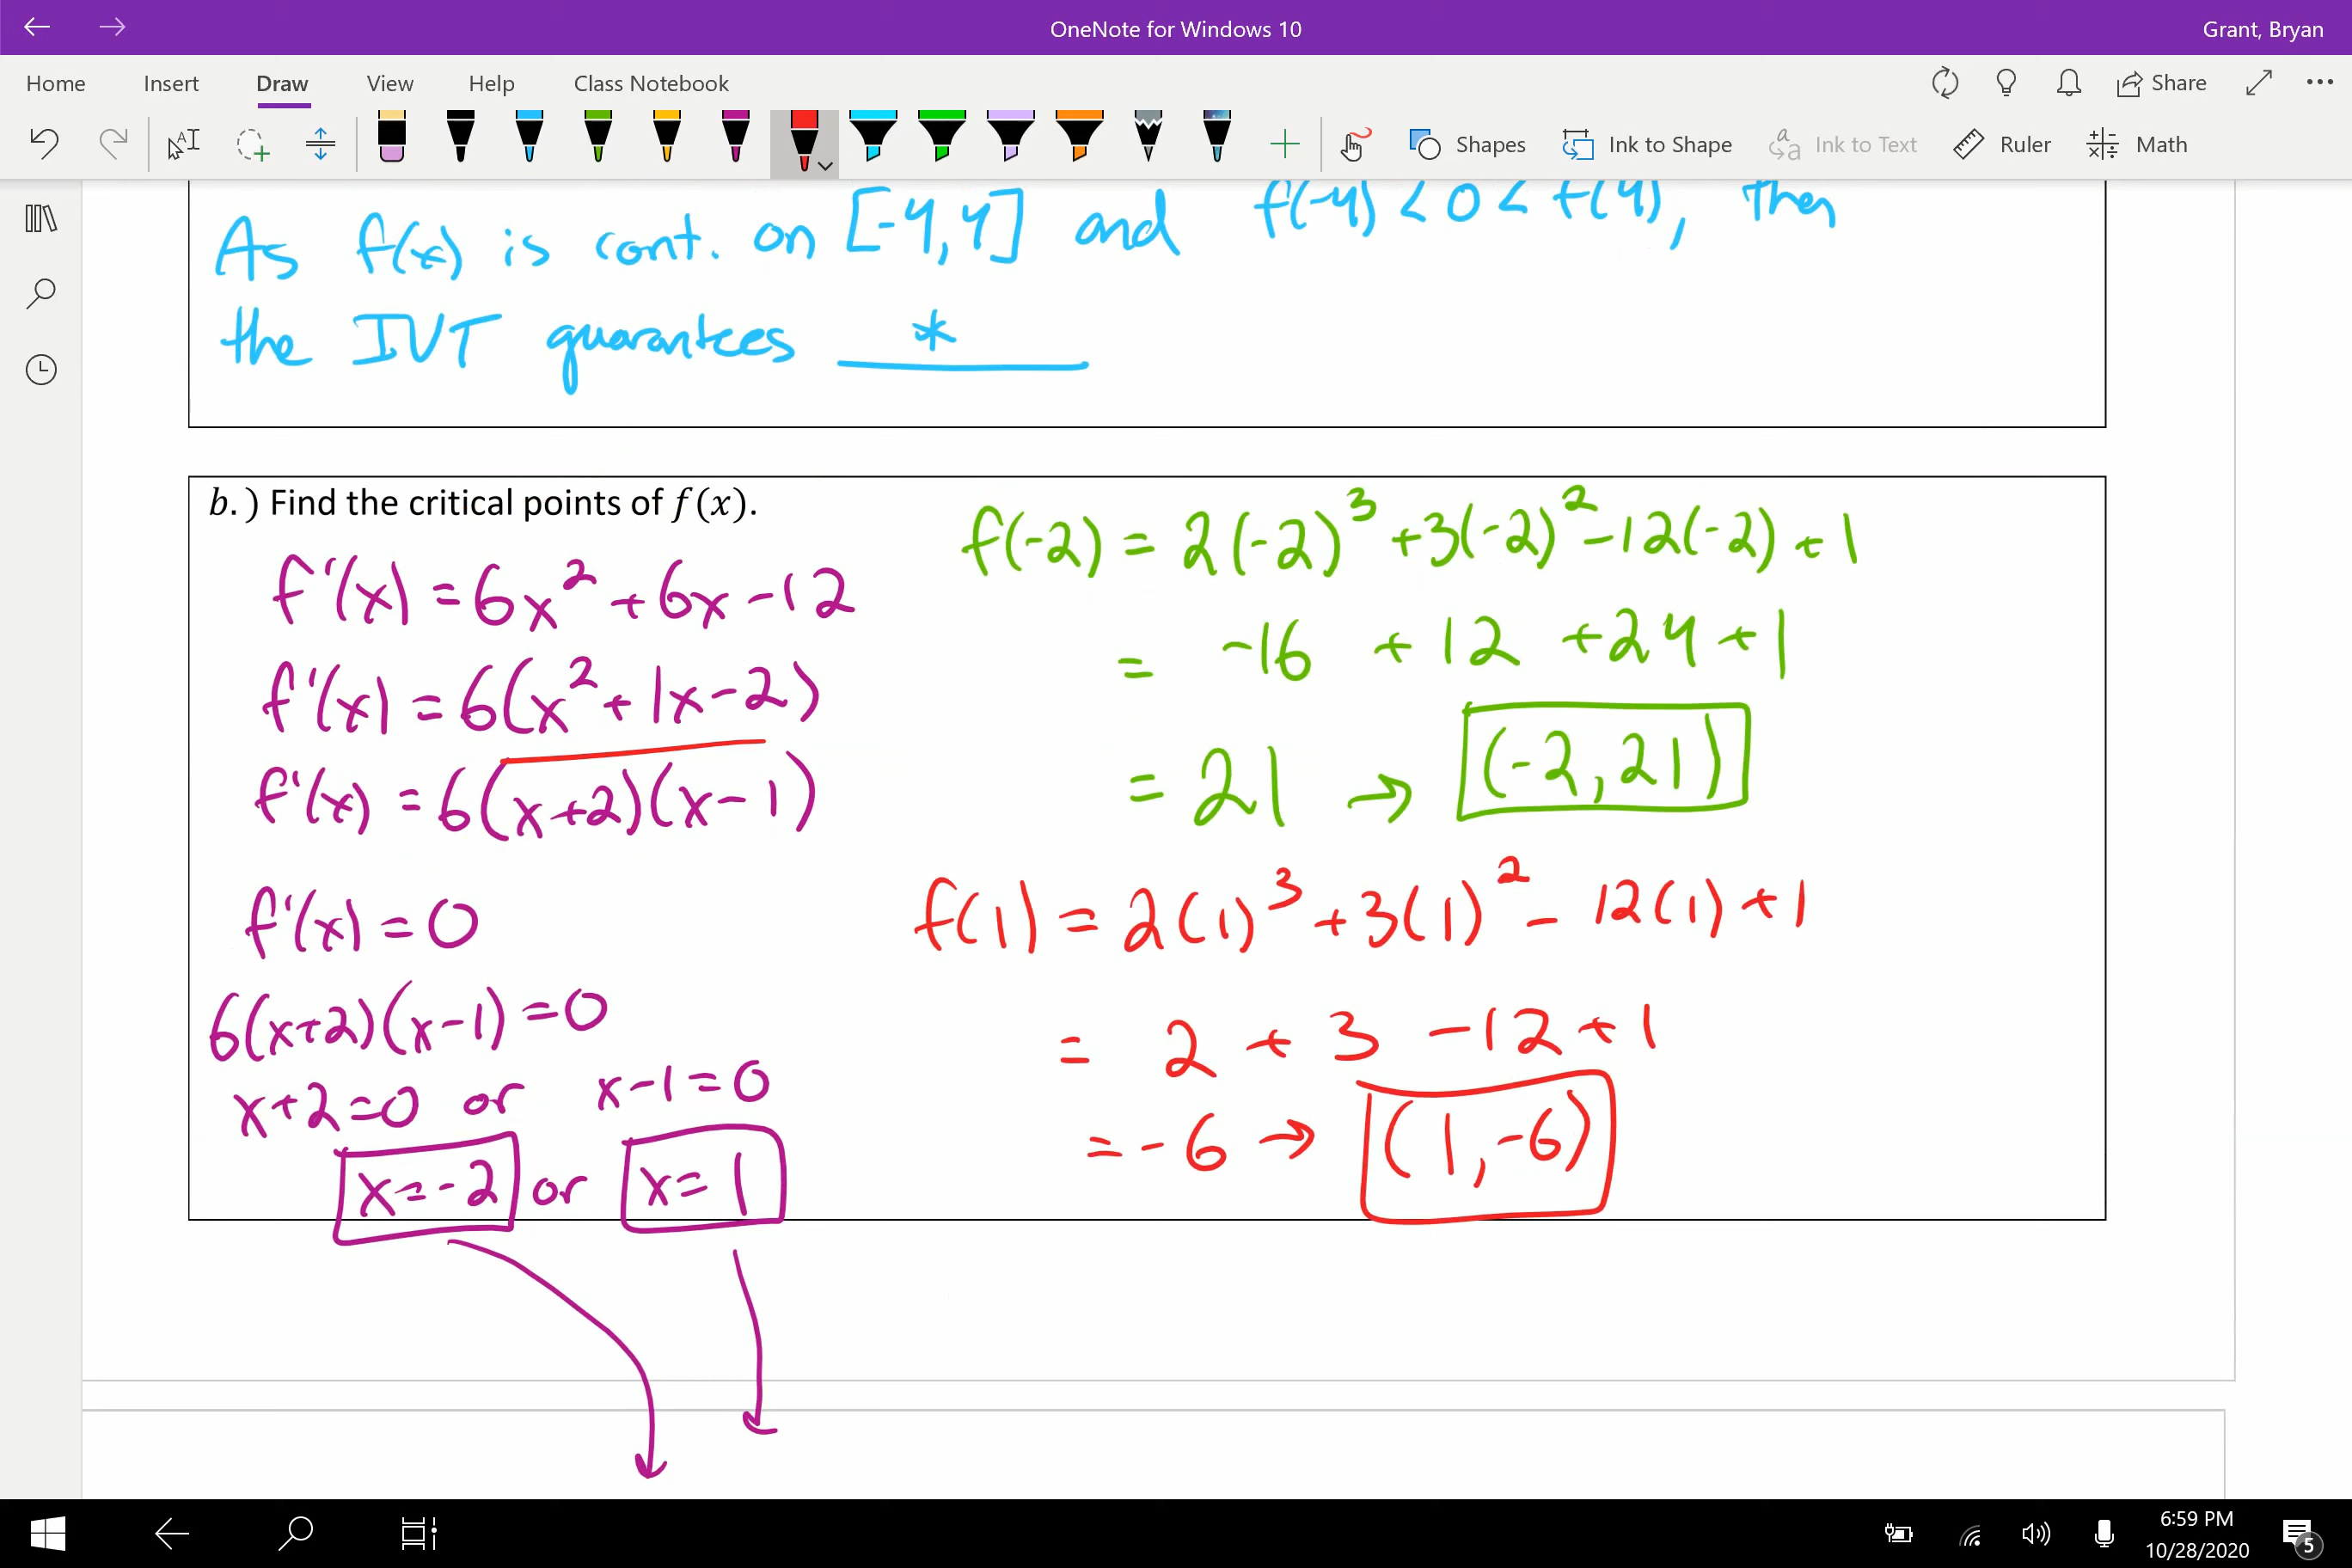 OneNote for Windows 10
Grant, Bryan
Home Insert Draw View Help Class Notebook Share
Shapes Ink to Shape Ink to Text Ruler Math
As f(x) is cont. on [-4,4] and f(-4) < 0 < f(4), then
the IVT guarantees *
b.) Find the critical points of f(x).
f'(x) = 6x² + 6x - 12
f'(x) = 6(x² + 1x - 2)
f'(x) = 6(x+2)(x-1)
f'(x) = 0
6(x+2)(x-1) = 0
x+2=0 or x-1=0
x=-2 or x=1
f(-2) = 2(-2)³ + 3(-2)² - 12(-2) + 1
= -16 + 12 + 24 + 1
= 21 → (-2, 21)
f(1) = 2(1)³ + 3(1)² - 12(1) + 1
= 2 + 3 - 12 + 1
= -6 → (1, -6)
6:59 PM
10/28/2020
5